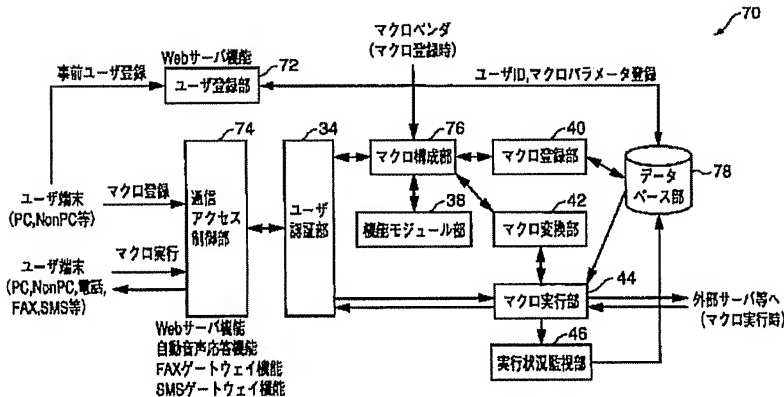 70
マクロベンダ
(マクロ登録時)
Webサーバ機能
72
事前ユーザ登録
ユーザ登録部
ユーザID,マクロパラメータ登録
74
34
76
40
マクロ構成部
マクロ登録部
データ
ベース部
78
ユーザ端末
(PC,NonPC等)
マクロ登録
通信
アクセス
制御部
ユーザ
認証部
38
機能モジュール部
42
マクロ変換部
ユーザ端末
(PC,NonPC,電話,
FAX,SMS等)
マクロ実行
44
マクロ実行部
外部サーバ等へ
(マクロ実行時)
46
実行状況監視部
Webサーバ機能
自動音声応答機能
FAXゲートウェイ機能
SMSゲートウェイ機能